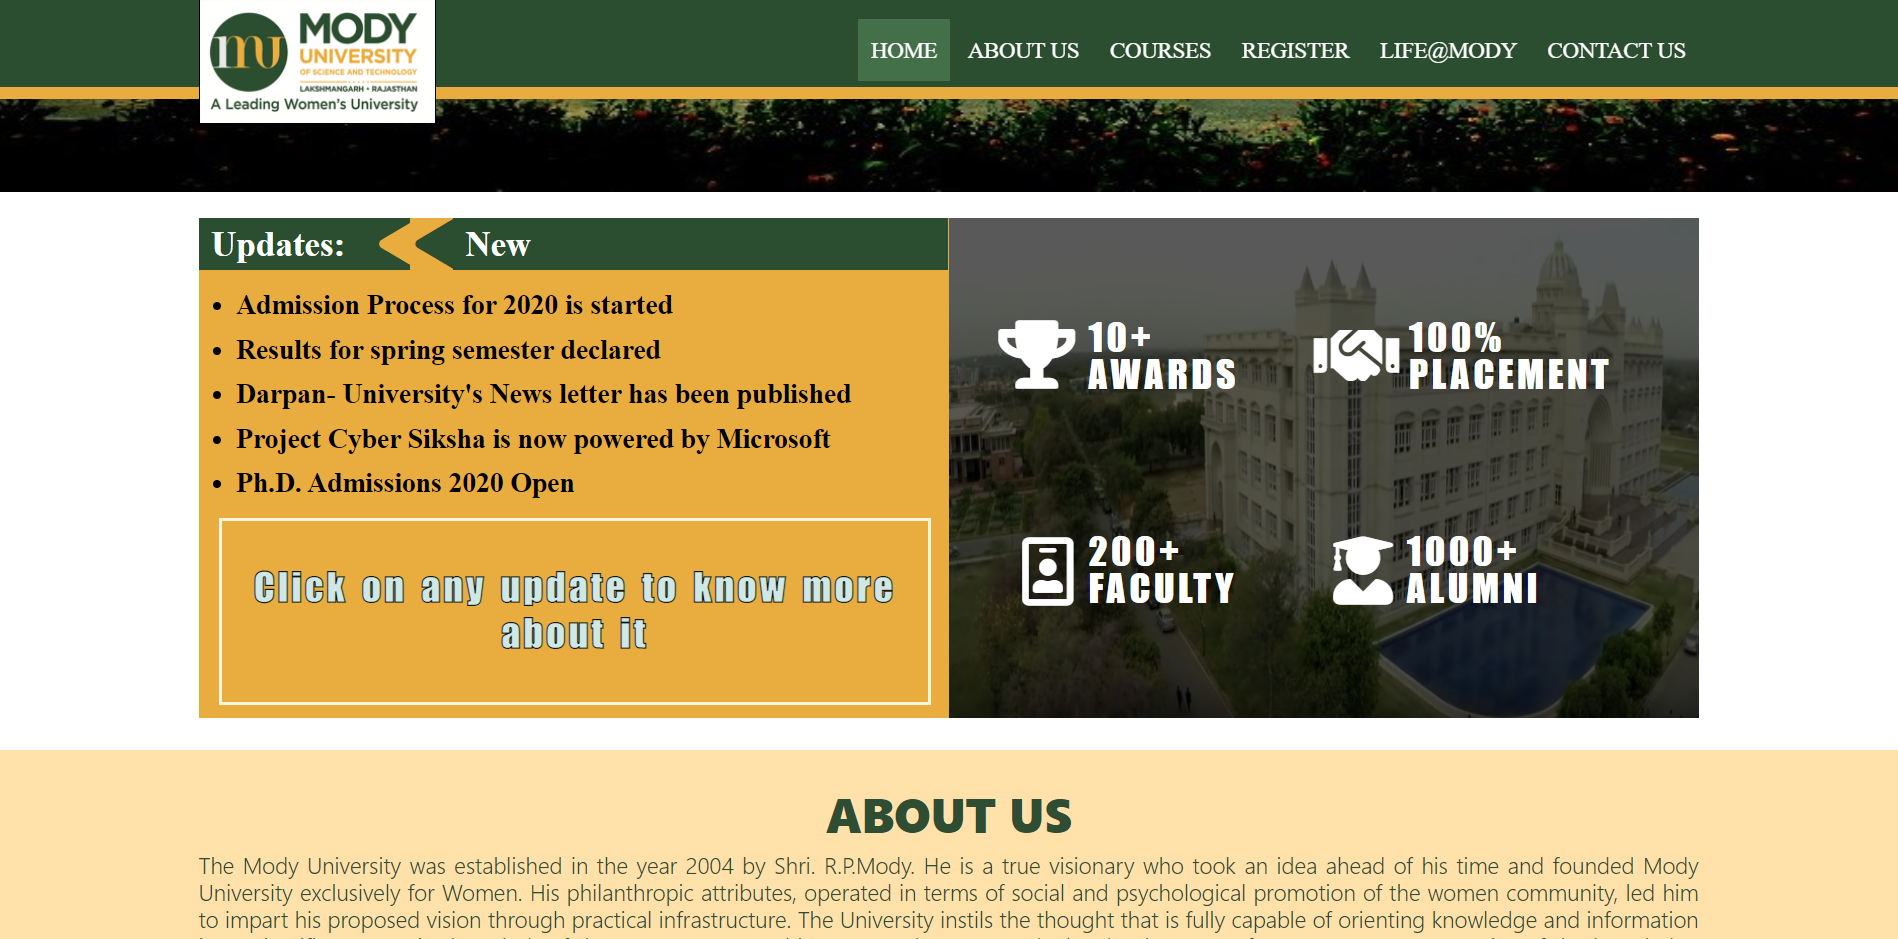 mu
MODY
UNIVERSITY
OF SCIENCE AND TECHNOLOGY
LAKSHMANGARH • RAJASTHAN
A Leading Women's University
HOME ABOUT US COURSES REGISTER LIFE@MODY CONTACT US
Updates: New
• Admission Process for 2020 is started
• Results for spring semester declared
• Darpan- University's News letter has been published
• Project Cyber Siksha is now powered by Microsoft
• Ph.D. Admissions 2020 Open
Click on any update to know more
about it
10+
AWARDS
100%
PLACEMENT
200+
FACULTY
1000+
ALUMNI
ABOUT US
The Mody University was established in the year 2004 by Shri. R.P.Mody. He is a true visionary who took an idea ahead of his time and founded Mody
University exclusively for Women. His philanthropic attributes, operated in terms of social and psychological promotion of the women community, led him
to impart his proposed vision through practical infrastructure. The University instils the thought that is fully capable of orienting knowledge and information